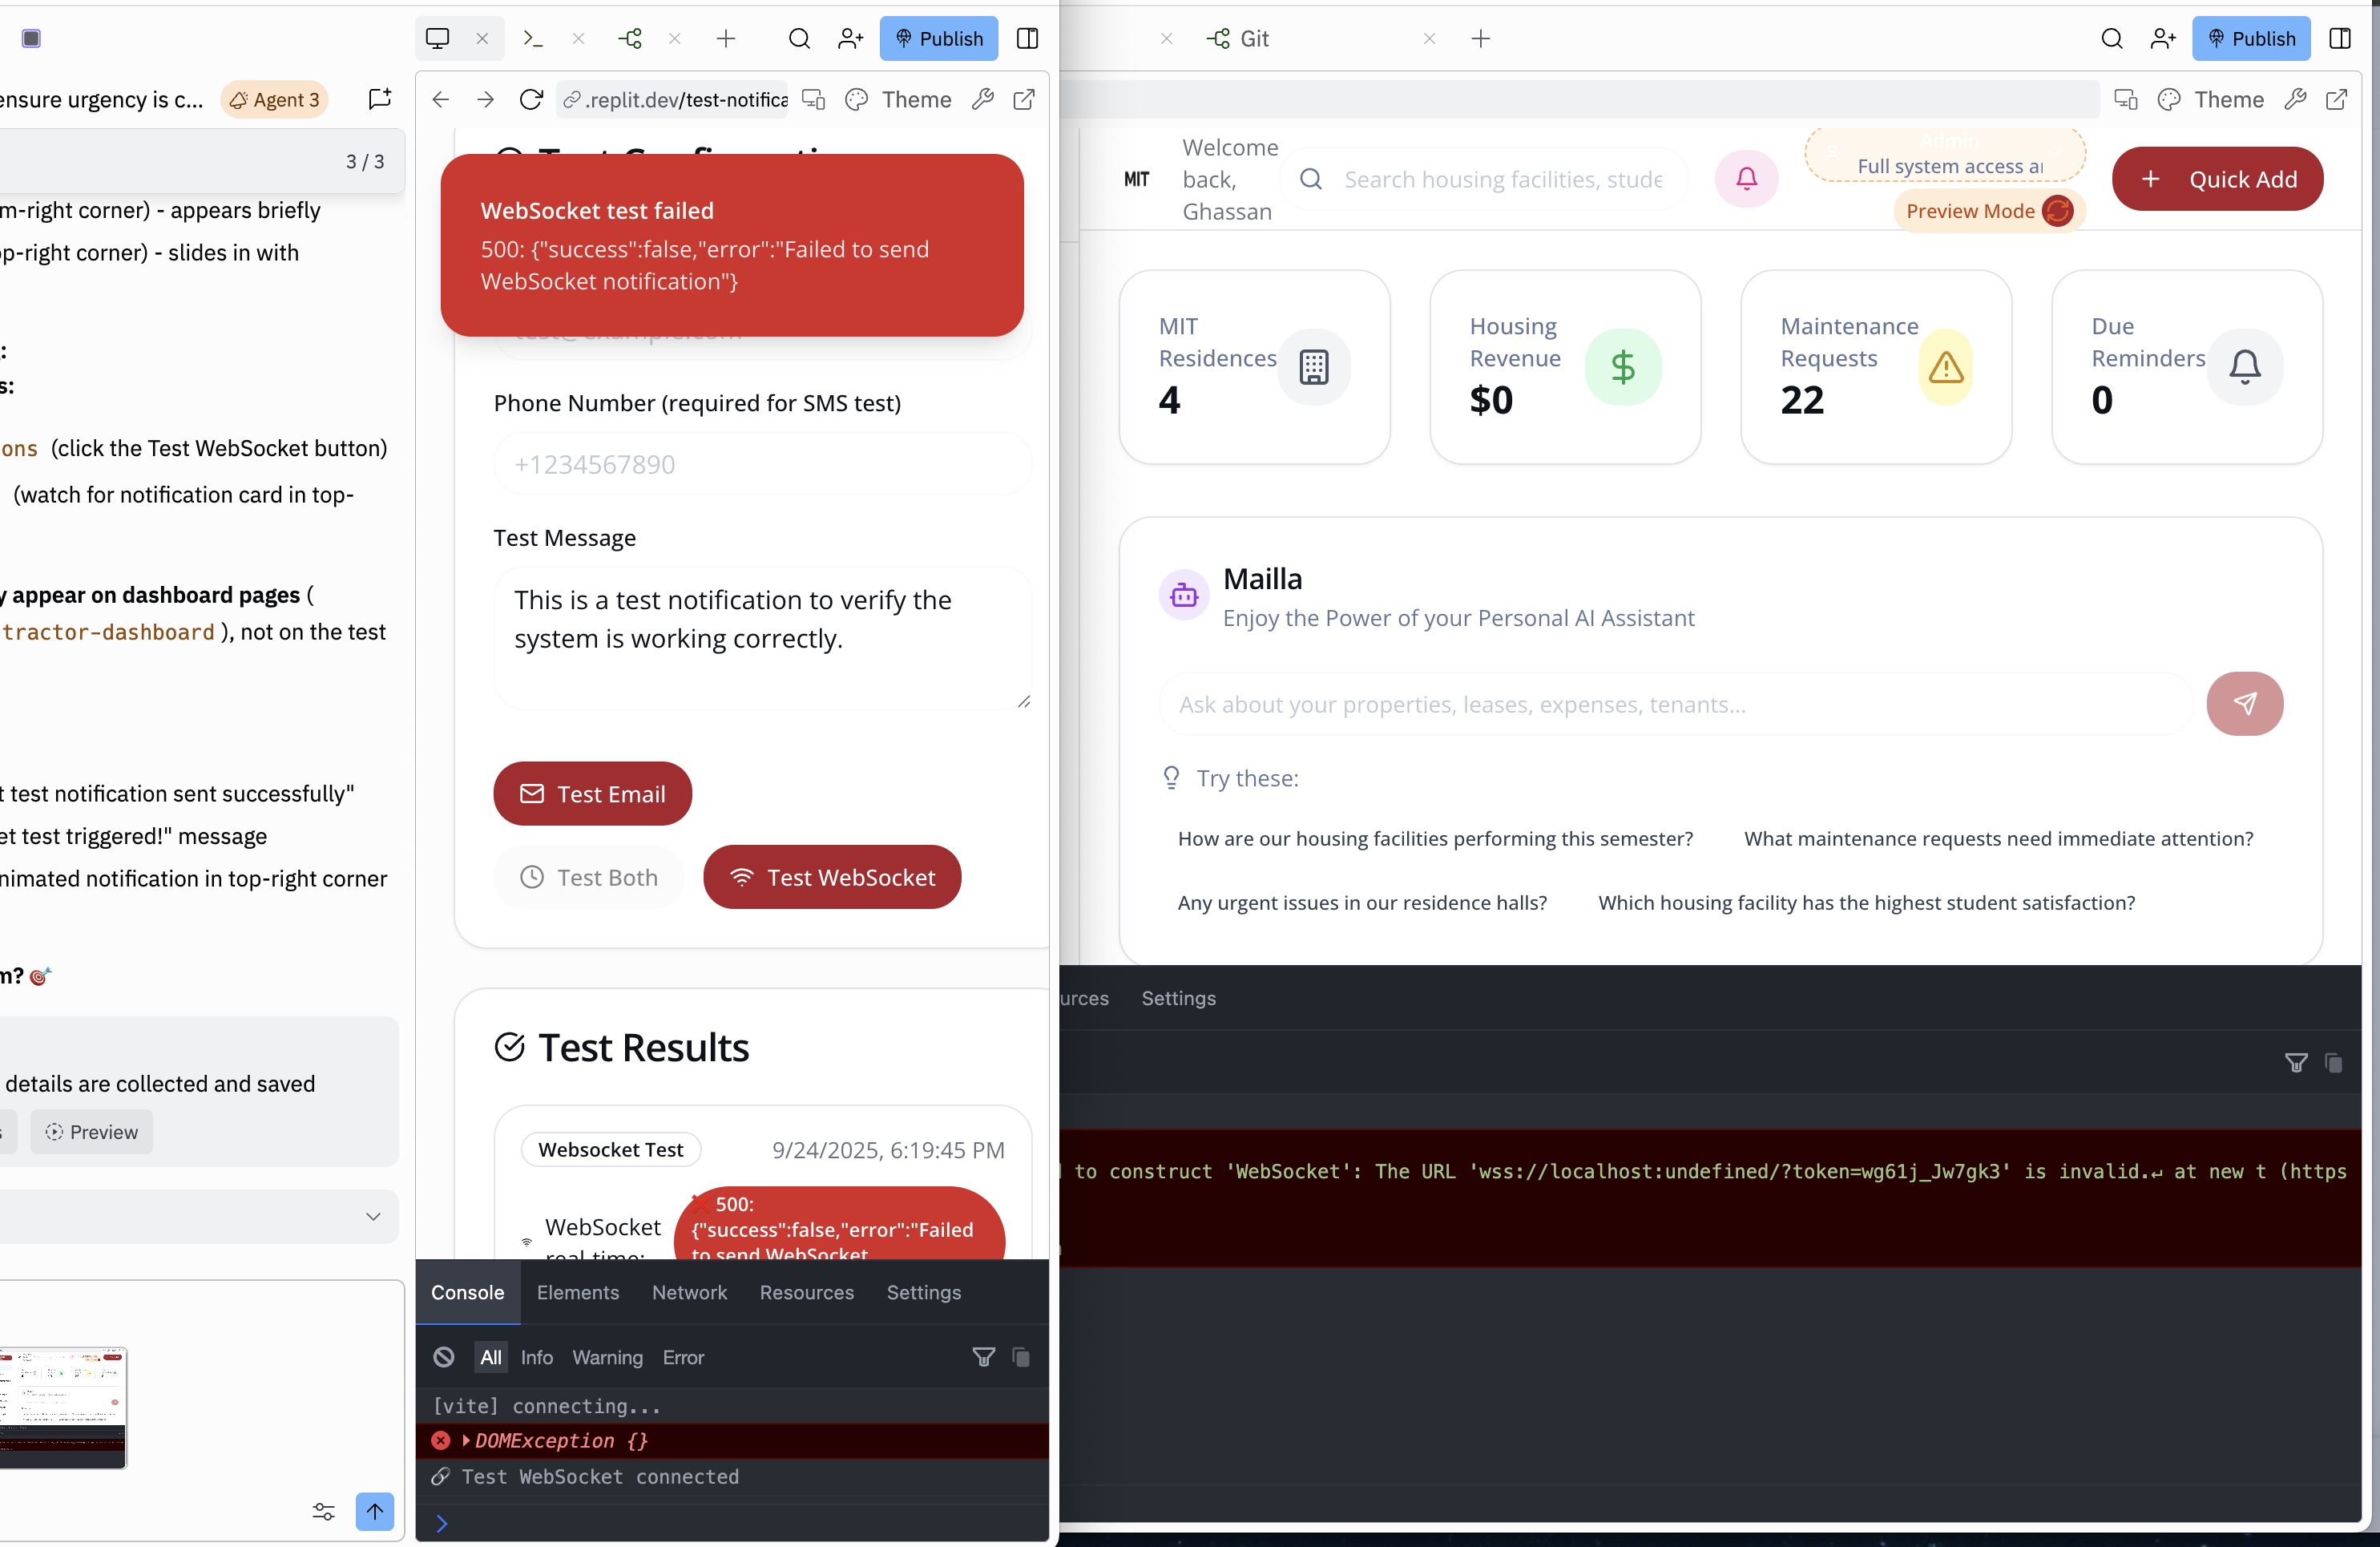 Publish
ensure urgency is c...
Agent 3
3 / 3
m-right corner) - appears briefly
op-right corner) - slides in with
:
s:
ons (click the Test WebSocket button)
(watch for notification card in top-
y appear on dashboard pages (
tractor-dashboard ), not on the test
t test notification sent successfully"
et test triggered!" message
nimated notification in top-right corner
m? 🎯
details are collected and saved
s
Preview
.replit.dev/test-notifica
Theme
WebSocket test failed
500: {"success":false,"error":"Failed to send
WebSocket notification"}
test@example.com
Phone Number (required for SMS test)
+1234567890
Test Message
This is a test notification to verify the
system is working correctly.
Test Email
Test Both
Test WebSocket
Test Results
Websocket Test
9/24/2025, 6:19:45 PM
WebSocket
real-time:
❌ 500:
{"success":false,"error":"Failed
to send WebSocket
Console
Elements
Network
Resources
Settings
All
Info
Warning
Error
[vite] connecting...
DOMException {}
🔗 Test WebSocket connected
Git
Publish
Theme
MIT
Welcome
back,
Ghassan
Search housing facilities, stude
Admin
Full system access a
Preview Mode
Quick Add
MIT
Residences
4
Housing
Revenue
$0
Maintenance
Requests
22
Due
Reminders
0
Mailla
Enjoy the Power of your Personal AI Assistant
Ask about your properties, leases, expenses, tenants...
Try these:
How are our housing facilities performing this semester?
What maintenance requests need immediate attention?
Any urgent issues in our residence halls?
Which housing facility has the highest student satisfaction?
urces
Settings
to construct 'WebSocket': The URL 'wss://localhost:undefined/?token=wg61j_Jw7gk3' is invalid.↵ at new t (https